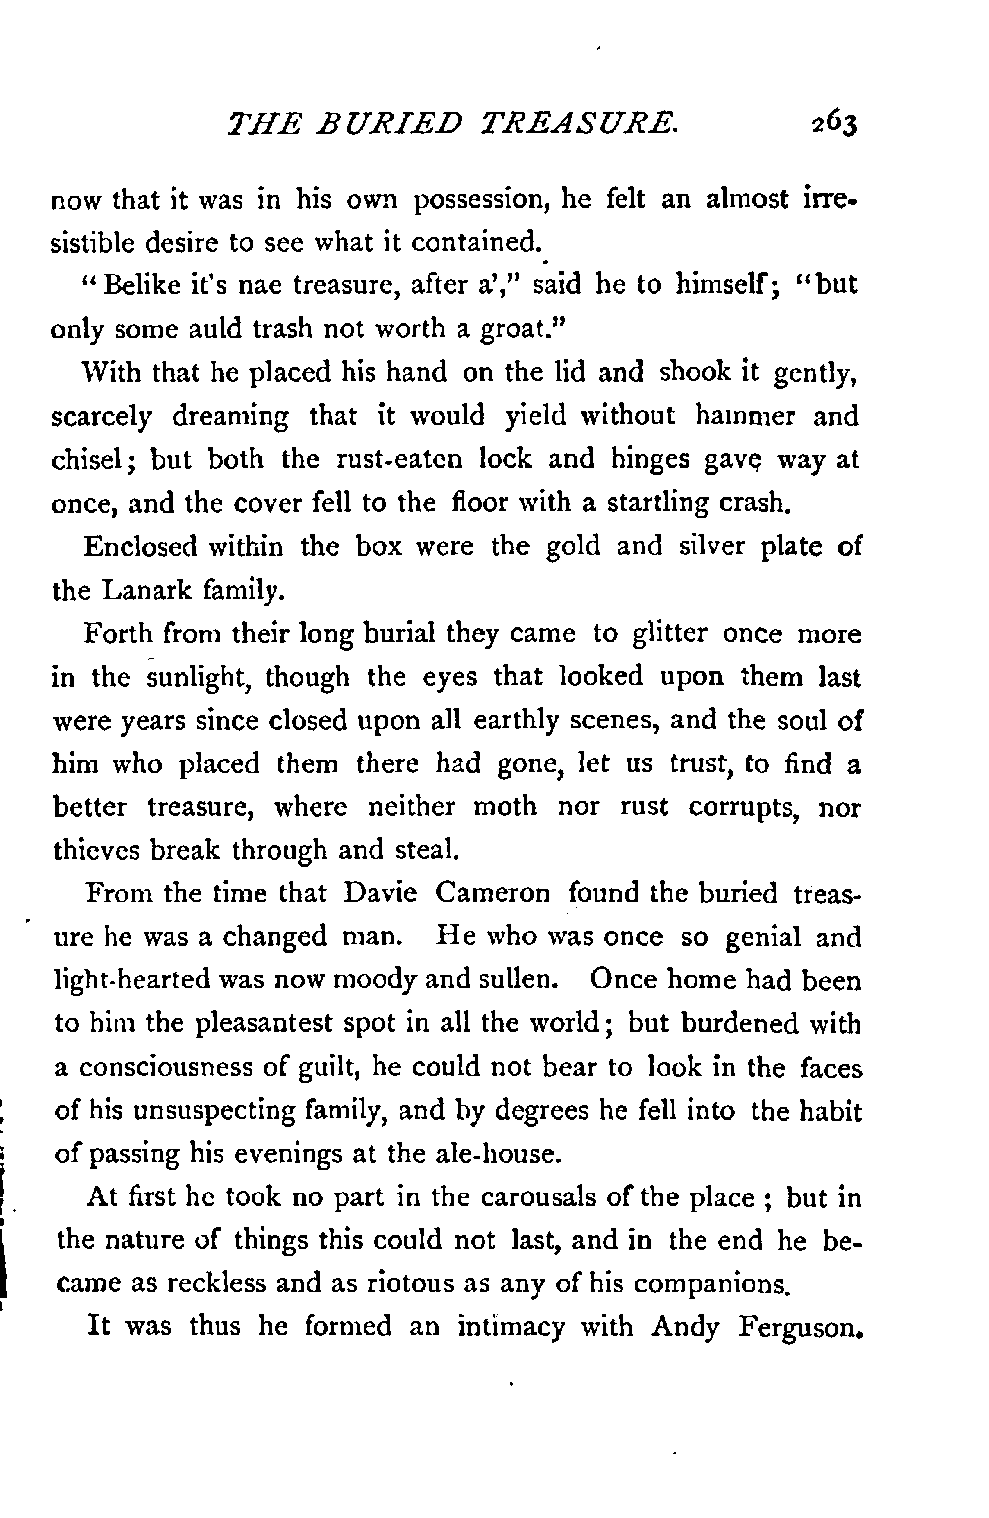 THE BURIED TREASURE. 263
now that it was in his own possession, he felt an almost irre-
sistible desire to see what it contained.
"Belike it's nae treasure, after a'," said he to himself; "but
only some auld trash not worth a groat."
With that he placed his hand on the lid and shook it gently,
scarcely dreaming that it would yield without hammer and
chisel; but both the rust-eaten lock and hinges gave way at
once, and the cover fell to the floor with a startling crash.
Enclosed within the box were the gold and silver plate of
the Lanark family.
Forth from their long burial they came to glitter once more
in the sunlight, though the eyes that looked upon them last
were years since closed upon all earthly scenes, and the soul of
him who placed them there had gone, let us trust, to find a
better treasure, where neither moth nor rust corrupts, nor
thieves break through and steal.
From the time that Davie Cameron found the buried treas-
ure he was a changed man. He who was once so genial and
light-hearted was now moody and sullen. Once home had been
to him the pleasantest spot in all the world; but burdened with
a consciousness of guilt, he could not bear to look in the faces
of his unsuspecting family, and by degrees he fell into the habit
of passing his evenings at the ale-house.
At first he took no part in the carousals of the place; but in
the nature of things this could not last, and in the end he be-
came as reckless and as riotous as any of his companions.
It was thus he formed an intimacy with Andy Ferguson.